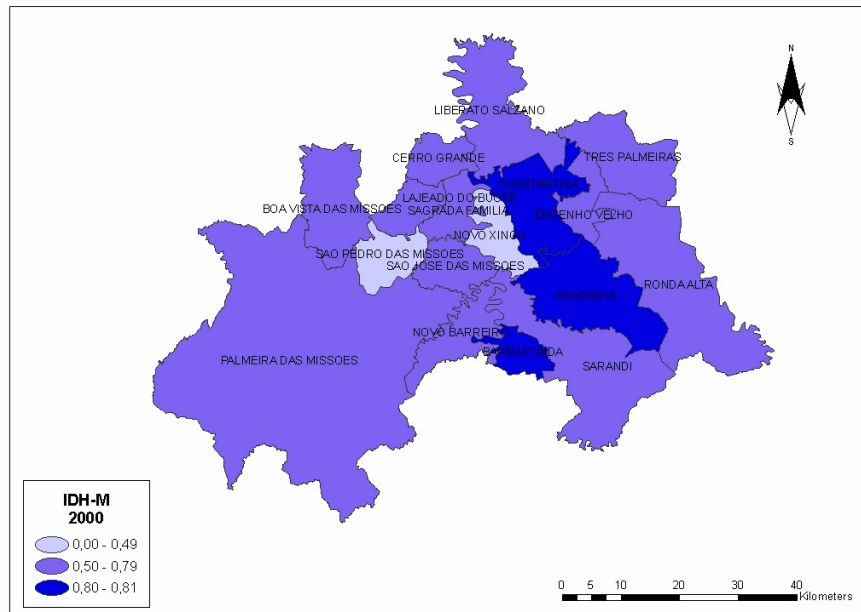 N
S
LIBERATO SALZANO
CERRO GRANDE
TRES PALMEIRAS
CONSTANTINA
LAJEADO DO BUGRE
BOA VISTA DAS MISSOES
SAGRADA FAMILIA
ENGENHO VELHO
NOVO XINGU
SAO PEDRO DAS MISSOES
SAO JOSE DAS MISSOES
RONDA ALTA
RONDINHA
NOVO BARREIR
BARRA FUNDA
PALMEIRA DAS MISSOES
SARANDI
IDH-M
2000
0,00 - 0,49
0,50 - 0,79
0,80 - 0,81
0 5 10 20 30 40
Kilometers